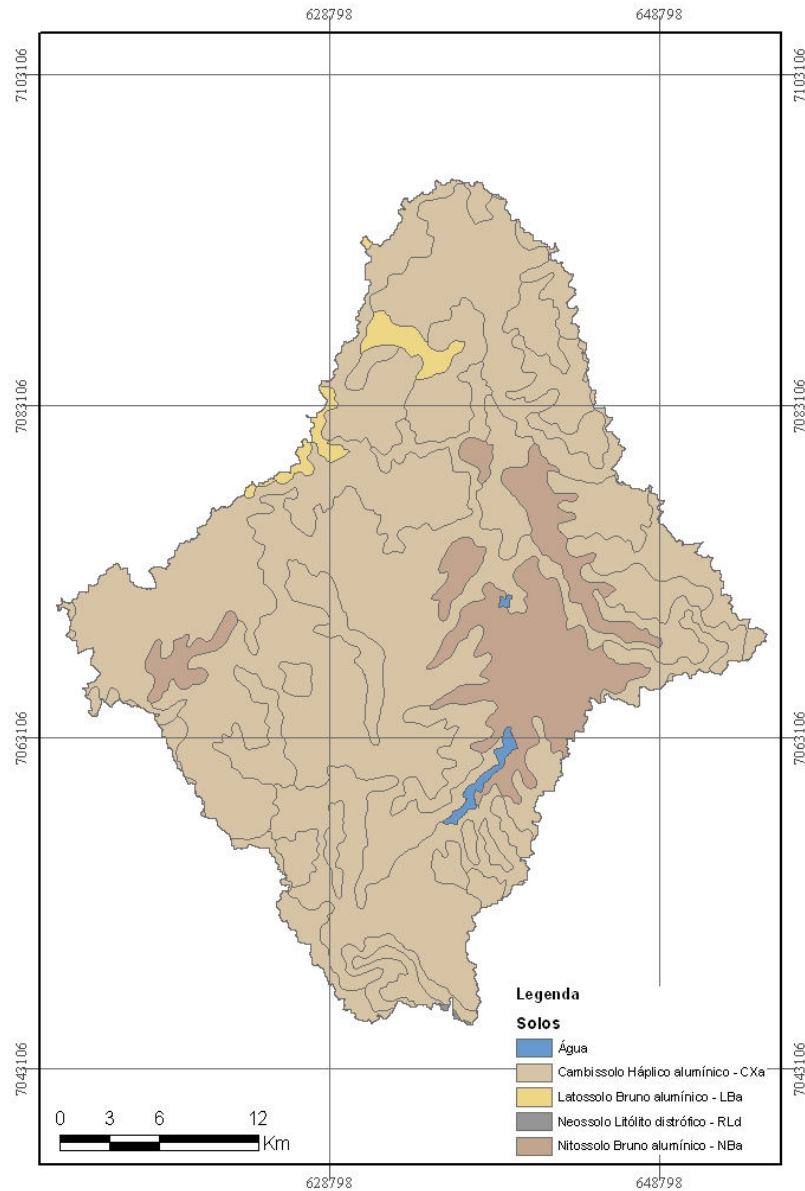 628798
648798
7103106
7103106
7083106
7083106
7063106
7063106
7043106
7043106
Legenda
Solos
Água
Cambissolo Háplico alumínico - CXa
Latossolo Bruno alumínico - LBa
Neossolo Litólito distrófico - RLd
Nitossolo Bruno alumínico - NBa
0 3 6 12
Km
628798
648798